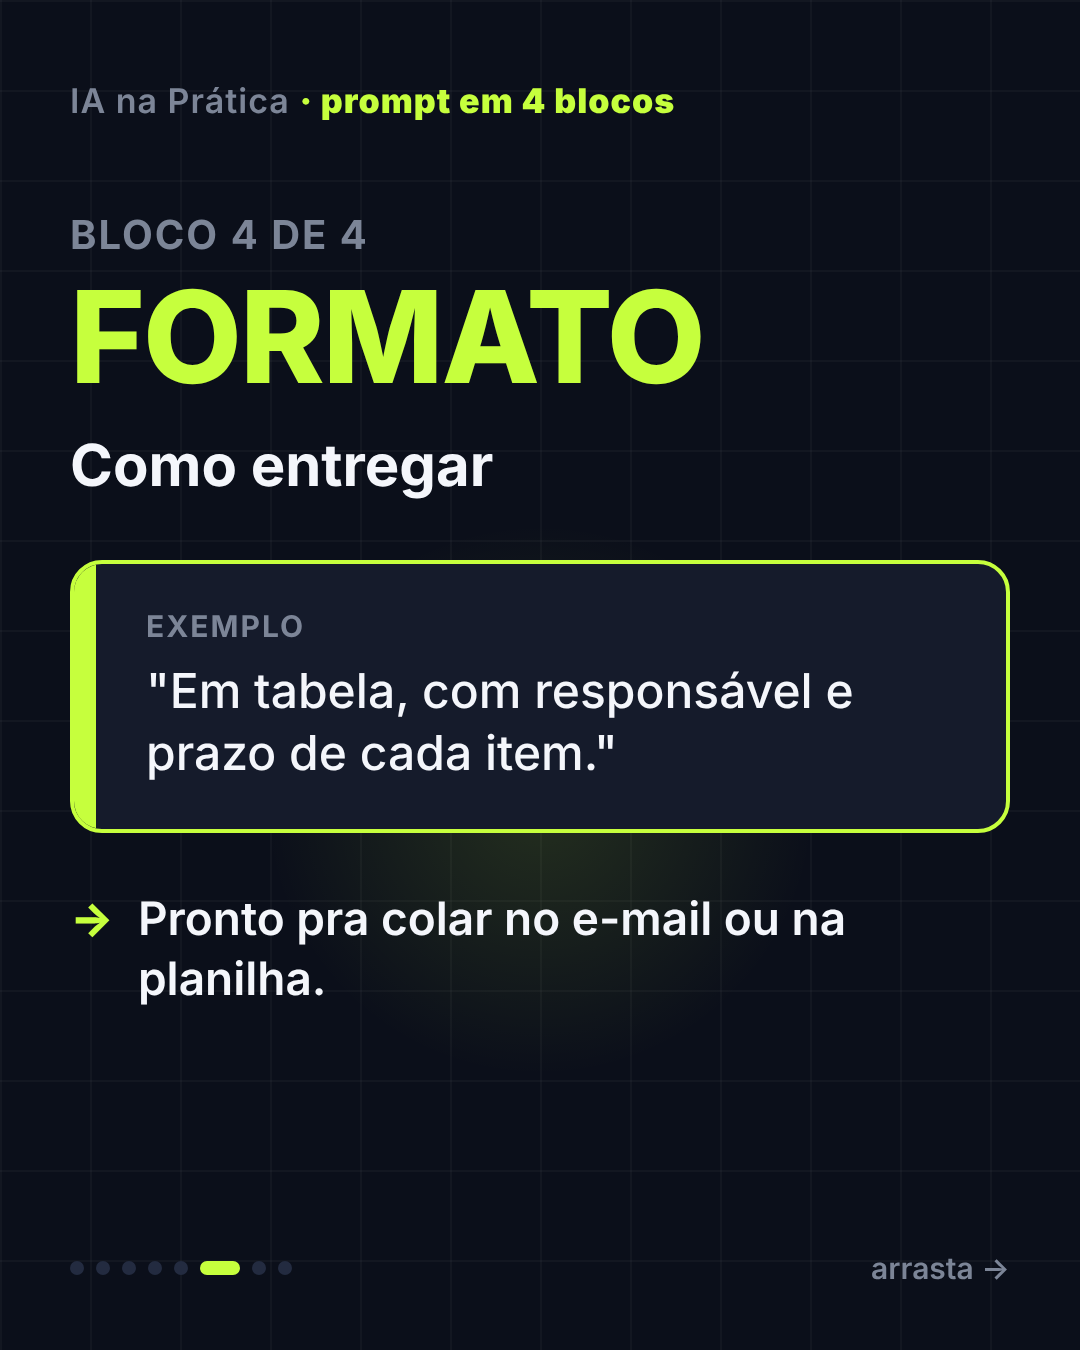 IA na Prática · prompt em 4 blocos
BLOCO 4 DE 4
FORMATO
Como entregar
EXEMPLO
"Em tabela, com responsável e
prazo de cada item."
→ Pronto pra colar no e-mail ou na
planilha.
arrasta →